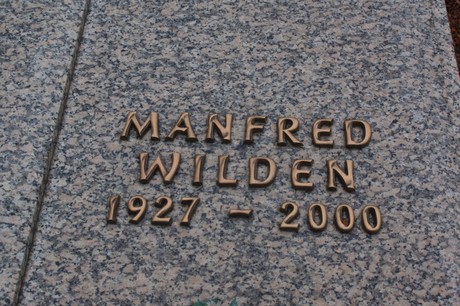 MANFRED
WILDEN
1927 - 2000